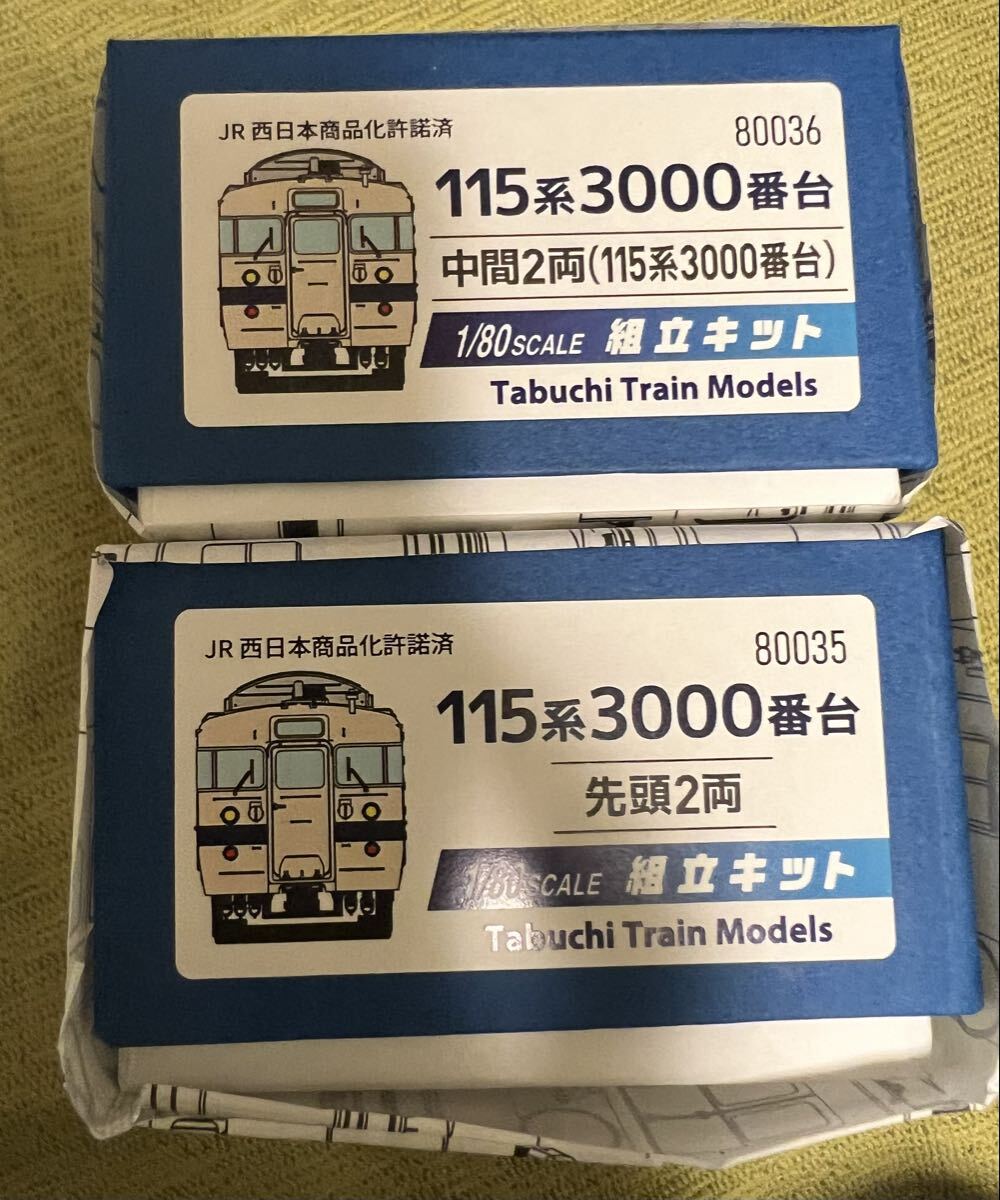 JR 西日本商品化許諾済
80036
115系3000番台
中間2両(115系3000番台)
1/80SCALE 組立キット
Tabuchi Train Models
JR 西日本商品化許諾済
80035
115系3000番台
先頭2両
1/80SCALE 組立キット
Tabuchi Train Models